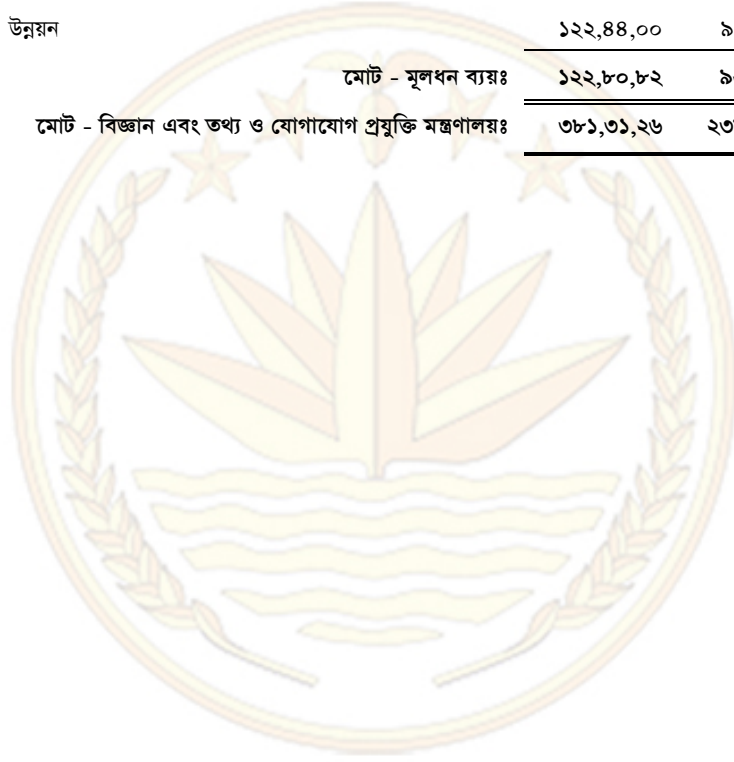 উন্নয়ন ১২২,৪৪,০০ ৯
মোট - মূলধন ব্যয়ঃ ১২২,৮০,৮২
মোট - বিজ্ঞান এবং তথ্য ও যোগাযোগ প্রযুক্তি মন্ত্রণালয়ঃ ৩৮১,৩১,২৬